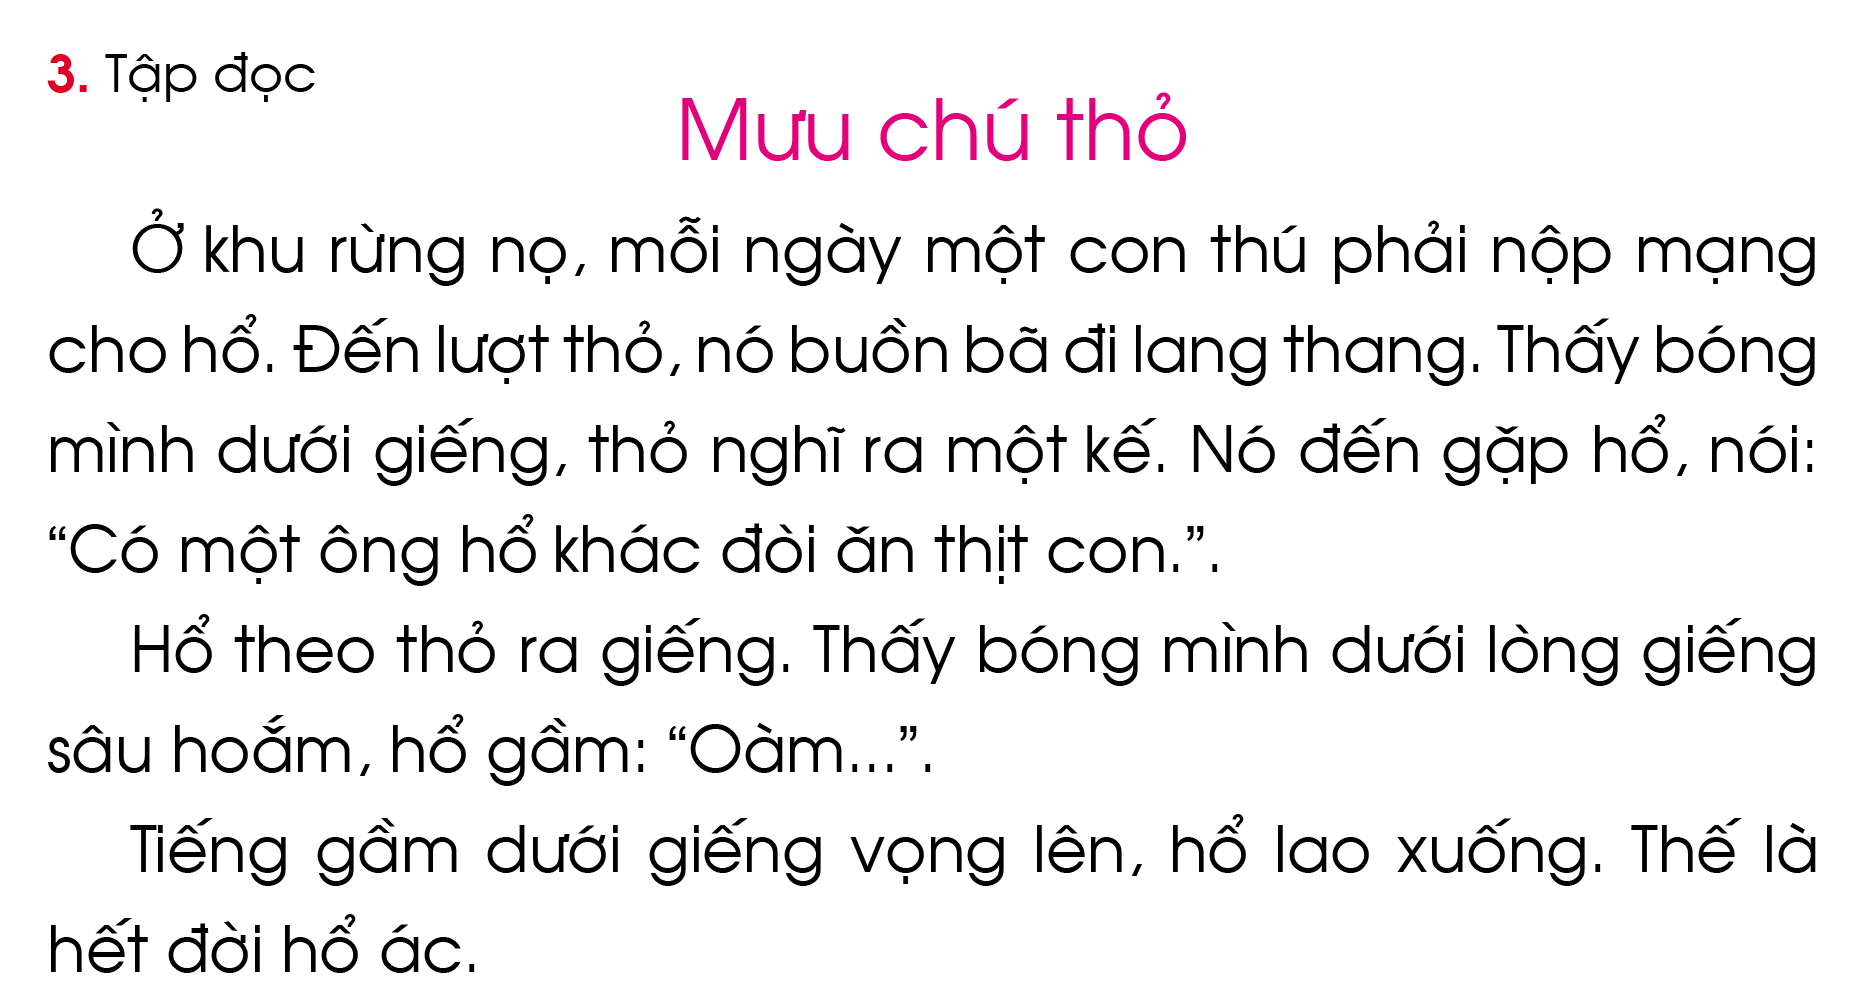 3. Tập đọc
Mưu chú thỏ
Ở khu rừng nọ, mỗi ngày một con thú phải nộp mạng
cho hổ. Đến lượt thỏ, nó buồn bã đi lang thang. Thấy bóng
mình dưới giếng, thỏ nghĩ ra một kế. Nó đến gặp hổ, nói:
“Có một ông hổ khác đòi ăn thịt con.”.
Hổ theo thỏ ra giếng. Thấy bóng mình dưới lòng giếng
sâu hoắm, hổ gầm: “Oàm...”.
Tiếng gầm dưới giếng vọng lên, hổ lao xuống. Thế là
hết đời hổ ác.